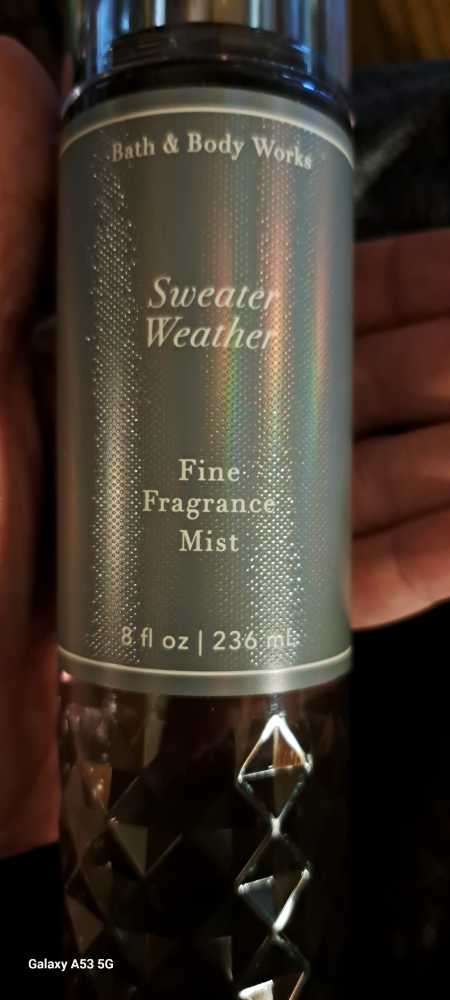 Bath & Body Works
Sweater
Weather
Fine
Fragrance
Mist
8 fl oz | 236 mL
Galaxy A53 5G